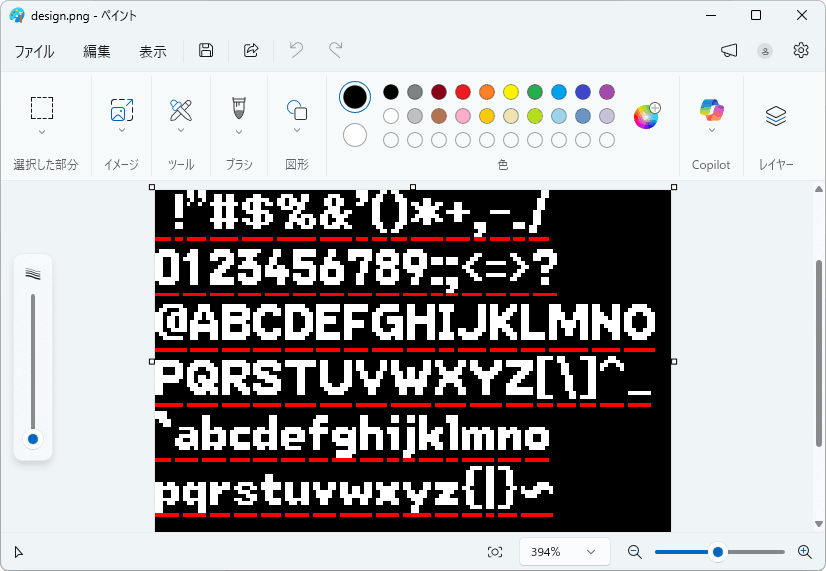 design.png - ペイント
ファイル 編集 表示
選択した部分 イメージ ツール ブラシ 図形 色 Copilot レイヤー
!"#$%&'()*+,-./
0123456789:;<=>?
@ABCDEFGHIJKLMNO
PQRSTUVWXYZ[\]^_
`abcdefghijklmno
pqrstuvwxyz{|}~
394%